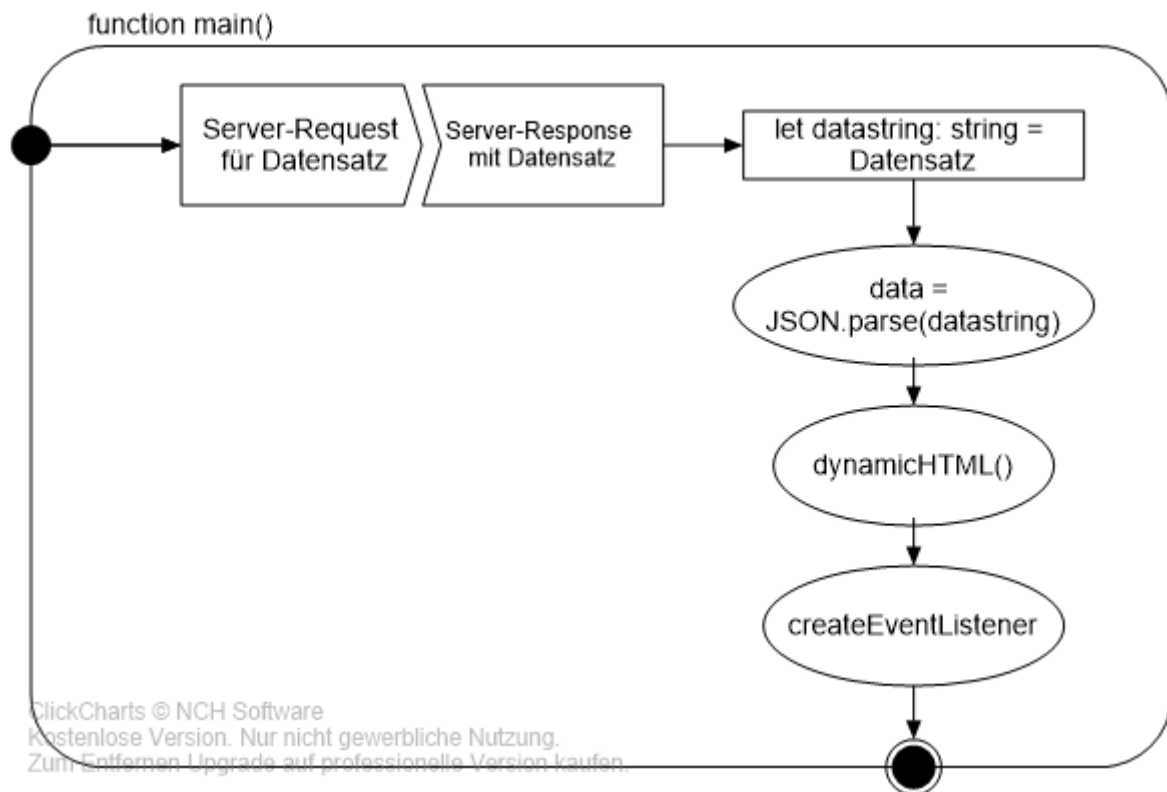 function main()
Server-Request
für Datensatz
Server-Response
mit Datensatz
let datastring: string =
Datensatz
data =
JSON.parse(datastring)
dynamicHTML()
createEventListener
ClickCharts © NCH Software
Kostenlose Version. Nur nicht gewerbliche Nutzung.
Zum Entfernen Upgrade auf professionelle Version kaufen.